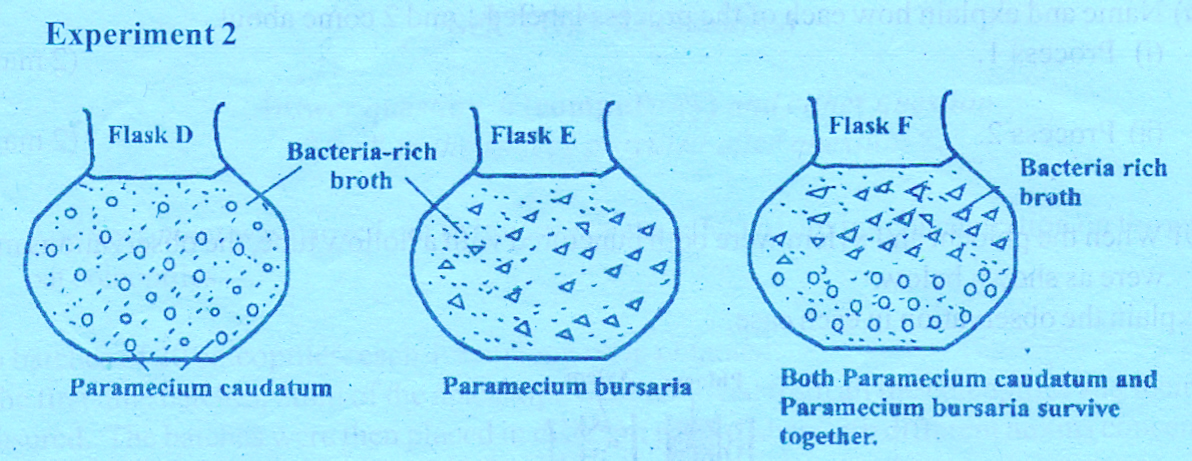 Experiment 2
Flask D
Bacteria-rich
broth
Flask E
Flask F
Bacteria rich
broth
Paramecium caudatum
Paramecium bursaria
Both Paramecium caudatum and
Paramecium bursaria survive
together.